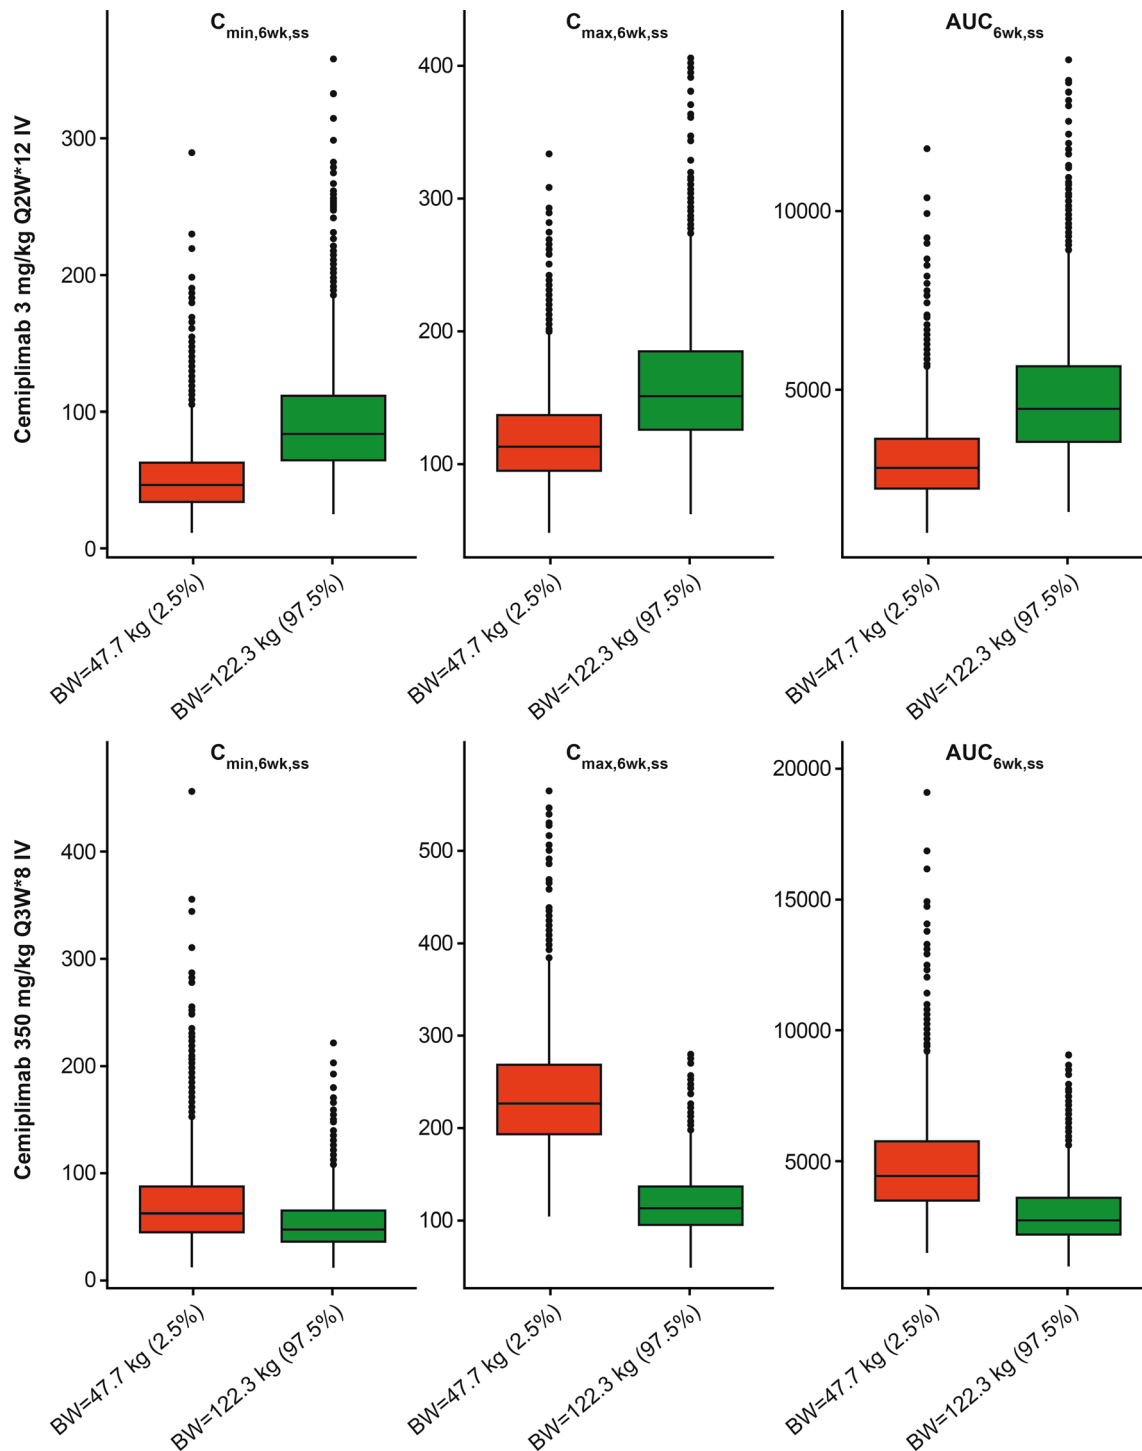 Cemiplimab 3 mg/kg Q2W*12 IV
Cmin,6wk,ss
300
200
100
0
BW=47.7 kg (2.5%)
BW=122.3 kg (97.5%)
Cmax,6wk,ss
400
300
200
100
BW=47.7 kg (2.5%)
BW=122.3 kg (97.5%)
AUC6wk,ss
10000
5000
BW=47.7 kg (2.5%)
BW=122.3 kg (97.5%)
Cemiplimab 350 mg/kg Q3W*8 IV
Cmin,6wk,ss
400
300
200
100
0
BW=47.7 kg (2.5%)
BW=122.3 kg (97.5%)
Cmax,6wk,ss
500
400
300
200
100
BW=47.7 kg (2.5%)
BW=122.3 kg (97.5%)
AUC6wk,ss
20000
15000
10000
5000
BW=47.7 kg (2.5%)
BW=122.3 kg (97.5%)